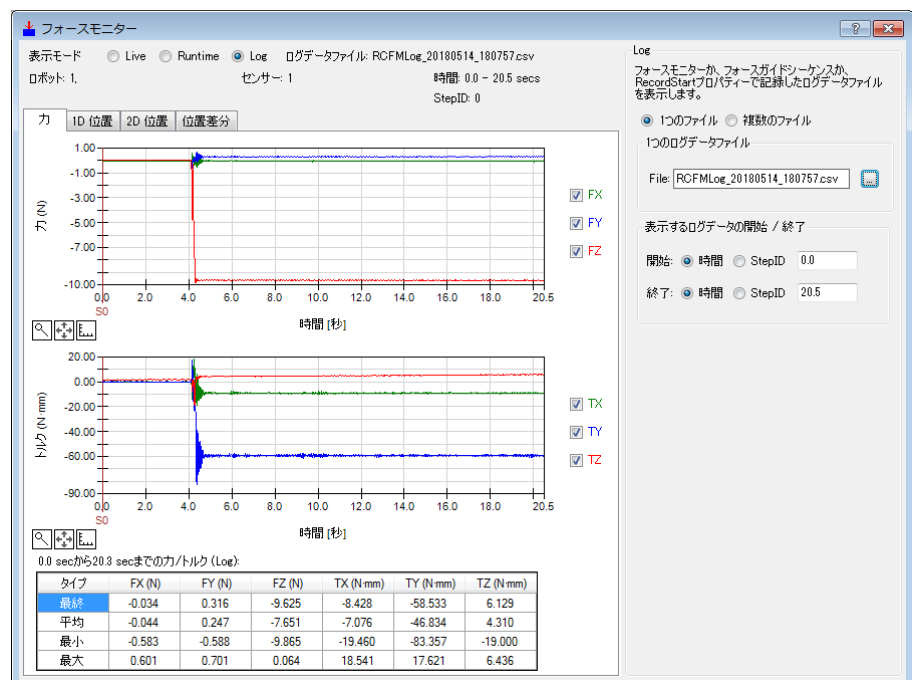 フォースモニター
表示モード Live Runtime Log ログデータファイル: RCFMLog_20180514_180757.csv
ロボット: 1, センサー: 1 時間: 0.0 - 20.5 secs
StepID: 0
力 1D 位置 2D 位置 位置差分
1.00
-1.00
-3.00
-5.00
-7.00
-10.00
力 (N)
0.0 2.0 4.0 6.0 8.0 10.0 12.0 14.0 16.0 18.0 20.5
S0
時間 [秒]
FX
FY
FZ
20.00
0.00
-20.00
-40.00
-60.00
-90.00
トルク (N·mm)
0.0 2.0 4.0 6.0 8.0 10.0 12.0 14.0 16.0 18.0 20.5
S0
時間 [秒]
TX
TY
TZ
0.0 secから20.3 secまでの力/トルク (Log):
タイプ FX (N) FY (N) FZ (N) TX (N·mm) TY (N·mm) TZ (N·mm)
最終 -0.034 0.316 -9.625 -8.428 -58.533 6.129
平均 -0.044 0.247 -7.651 -7.076 -46.834 4.310
最小 -0.583 -0.588 -9.865 -19.460 -83.357 -19.000
最大 0.601 0.701 0.064 18.541 17.621 6.436
Log
フォースモニターか、フォースガイドシーケンスか、
RecordStartプロパティーで記録したログデータファイル
を表示します。
1つのファイル 複数のファイル
1つのログデータファイル
File: RCFMLog_20180514_180757.csv ...
表示するログデータの開始 / 終了
開始: 時間 StepID 0.0
終了: 時間 StepID 20.5